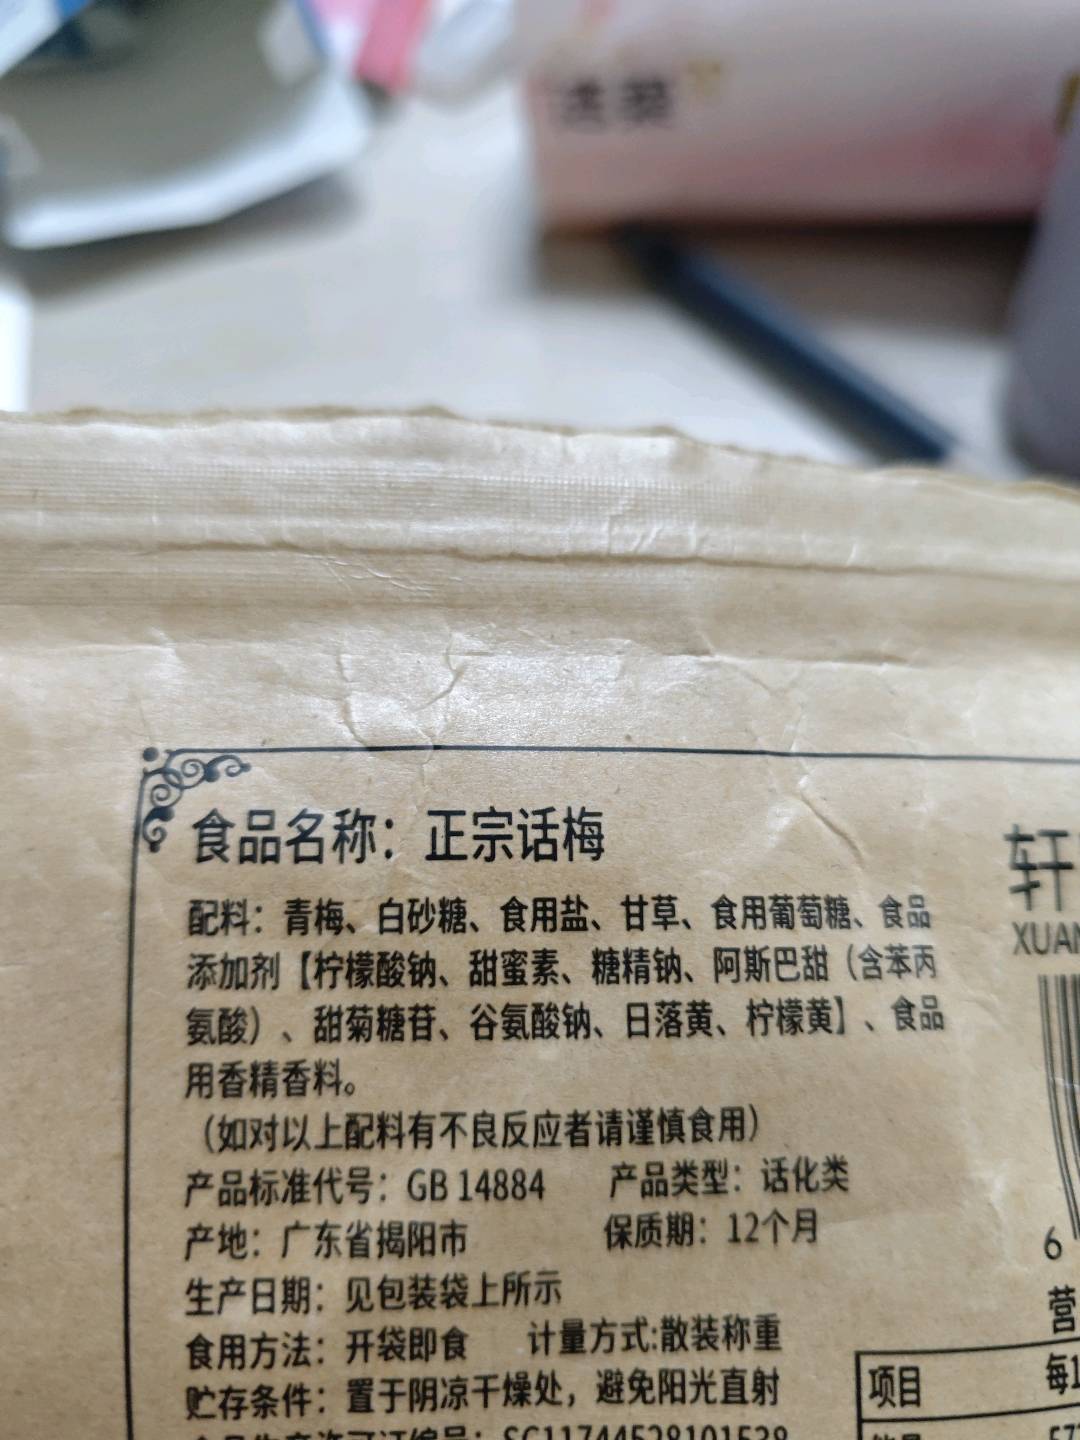 食品名称：正宗话梅
配料：青梅、白砂糖、食用盐、甘草、食用葡萄糖、食品
添加剂【柠檬酸钠、甜蜜素、糖精钠、阿斯巴甜（含苯丙
氨酸）、甜菊糖苷、谷氨酸钠、日落黄、柠檬黄】、食品
用香精香料。
（如对以上配料有不良反应者请谨慎食用）
产品标准代号：GB 14884 产品类型：话化类
产地：广东省揭阳市 保质期：12个月
生产日期：见包装袋上所示
食用方法：开袋即食 计量方式:散装称重
贮存条件：置于阴凉干燥处，避免阳光直射
轩
XUAN
6
营
项目 每1